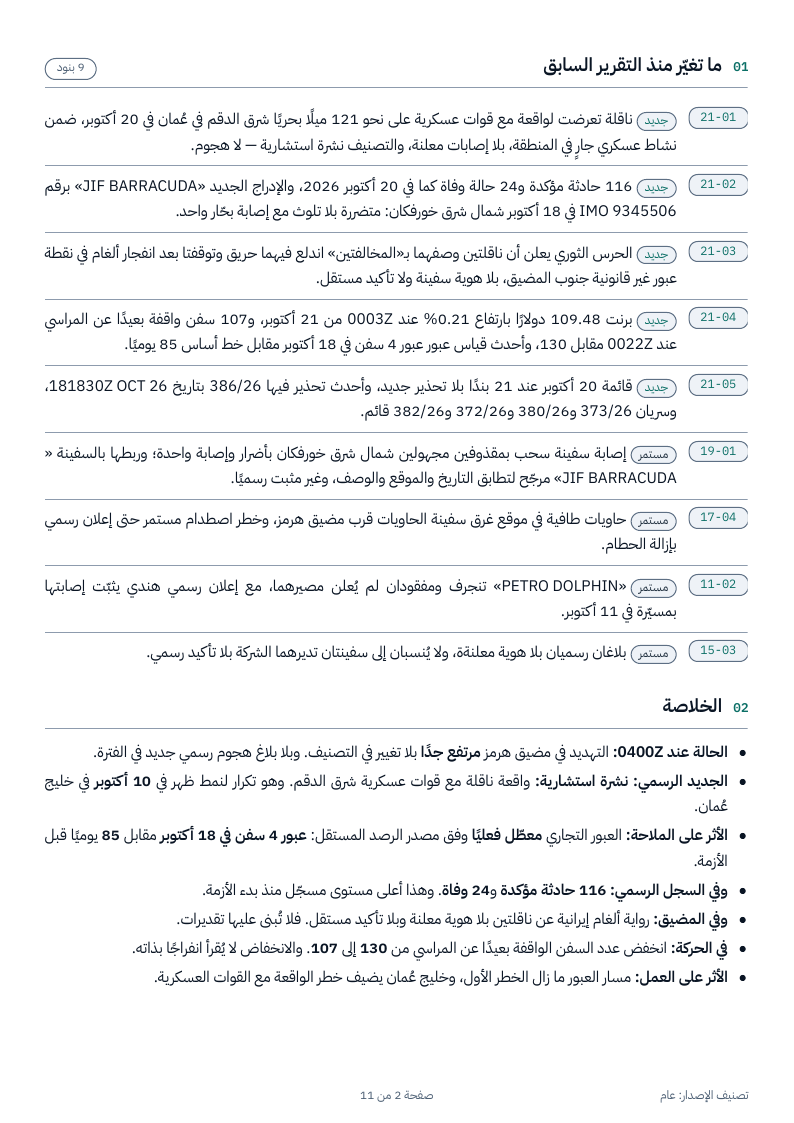 01 ما تغيّر منذ التقرير السابق
9 بنود
21-01 جديد ناقلة تعرضت لواقعة مع قوات عسكرية على نحو 121 ميلًا بحريًا شرق الدقم في عُمان في 20 أكتوبر، ضمن
نشاط عسكري جارٍ في المنطقة، بلا إصابات معلنة، والتصنيف نشرة استشارية — لا هجوم.
21-02 جديد 116 حادثة مؤكدة و24 حالة وفاة كما في 20 أكتوبر 2026، والإدراج الجديد «JIF BARRACUDA» برقم
IMO 9345506 في 18 أكتوبر شمال شرق خورفكان: متضررة بلا تلوث مع إصابة بحّار واحد.
21-03 جديد الحرس الثوري يعلن أن ناقلتين وصفهما بـ«المخالفتين» اندلع فيهما حريق وتوقفتا بعد انفجار ألغام في نقطة
عبور غير قانونية جنوب المضيق، بلا هوية سفينة ولا تأكيد مستقل.
21-04 جديد برنت 109.48 دولارًا بارتفاع 0.21% عند 0003Z من 21 أكتوبر، و107 سفن واقفة بعيدًا عن المراسي
عند 0022Z مقابل 130، وأحدث قياس عبور عبور 4 سفن في 18 أكتوبر مقابل خط أساس 85 يوميًا.
21-05 جديد قائمة 20 أكتوبر عند 21 بندًا بلا تحذير جديد، وأحدث تحذير فيها 386/26 بتاريخ 181830Z OCT 26،
وسريان 373/26 و380/26 و372/26 و382/26 قائم.
19-01 مستمر إصابة سفينة سحب بمقذوفين مجهولين شمال شرق خورفكان بأضرار وإصابة واحدة؛ وربطها بالسفينة «
JIF BARRACUDA» مرجّح لتطابق التاريخ والموقع والوصف، وغير مثبت رسميًا.
17-04 مستمر حاويات طافية في موقع غرق سفينة الحاويات قرب مضيق هرمز، وخطر اصطدام مستمر حتى إعلان رسمي
بإزالة الحطام.
11-02 مستمر «PETRO DOLPHIN» تنجرف ومفقودان لم يُعلن مصيرهما، مع إعلان رسمي هندي يثبّت إصابتها
بمسيّرة في 11 أكتوبر.
15-03 مستمر بلاغان رسميان بلا هوية معلنةة، ولا يُنسبان إلى سفينتان تديرهما الشركة بلا تأكيد رسمي.
02 الخلاصة
• الحالة عند 0400Z: التهديد في مضيق هرمز مرتفع جدًا بلا تغيير في التصنيف. وبلا بلاغ هجوم رسمي جديد في الفترة.
• الجديد الرسمي: نشرة استشارية: واقعة ناقلة مع قوات عسكرية شرق الدقم. وهو تكرار لنمط ظهر في 10 أكتوبر في خليج
عُمان.
• الأثر على الملاحة: العبور التجاري معطّل فعليًا وفق مصدر الرصد المستقل: عبور 4 سفن في 18 أكتوبر مقابل 85 يوميًا قبل
الأزمة.
• وفي السجل الرسمي: 116 حادثة مؤكدة و24 وفاة. وهذا أعلى مستوى مسجّل منذ بدء الأزمة.
• وفي المضيق: رواية ألغام إيرانية عن ناقلتين بلا هوية معلنة وبلا تأكيد مستقل. فلا تُبنى عليها تقديرات.
• في الحركة: انخفض عدد السفن الواقفة بعيدًا عن المراسي من 130 إلى 107. والانخفاض لا يُقرأ انفراجًا بذاته.
• الأثر على العمل: مسار العبور ما زال الخطر الأول، وخليج عُمان يضيف خطر الواقعة مع القوات العسكرية.
تصنيف الإصدار: عام
صفحة 2 من 11